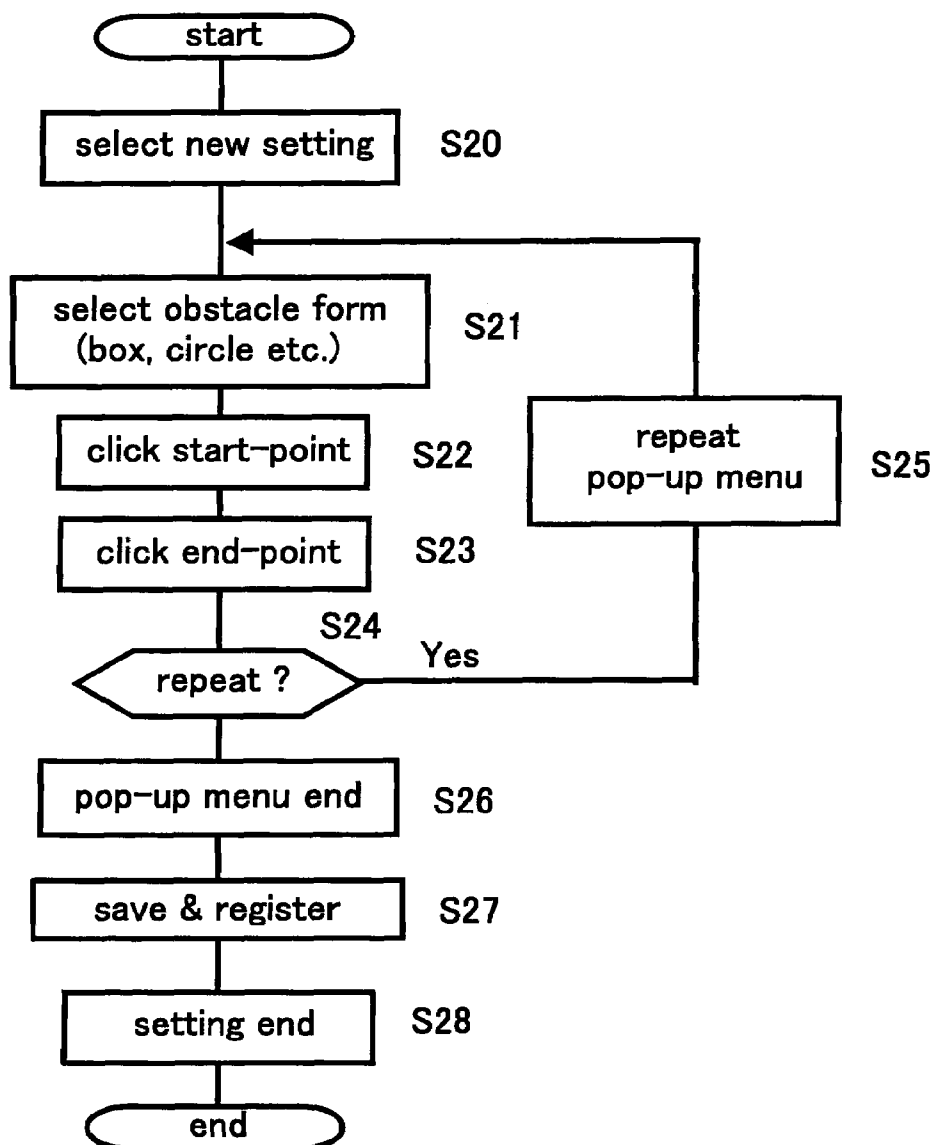 start
select new setting
S20
select obstacle form
(box, circle etc.)
S21
click start-point
S22
repeat
pop-up menu
S25
click end-point
S23
S24
repeat ?
Yes
pop-up menu end
S26
save & register
S27
setting end
S28
end